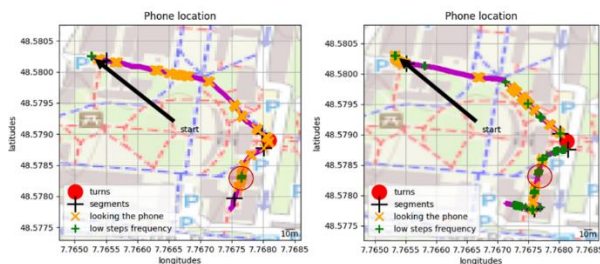 Phone location
48.5805
48.5800
48.5795
48.5790
48.5785
48.5780
48.5775
latitudes
start
turns
segments
looking the phone
low steps frequency
10m
7.7650 7.7655 7.7660 7.7665 7.7670 7.7675 7.7680 7.7685
longitudes
Phone location
48.5805
48.5800
48.5795
48.5790
48.5785
48.5780
48.5775
latitudes
start
turns
segments
looking the phone
low steps frequency
10m
7.7650 7.7655 7.7660 7.7665 7.7670 7.7675 7.7680 7.7685
longitudes
P
P
P
P